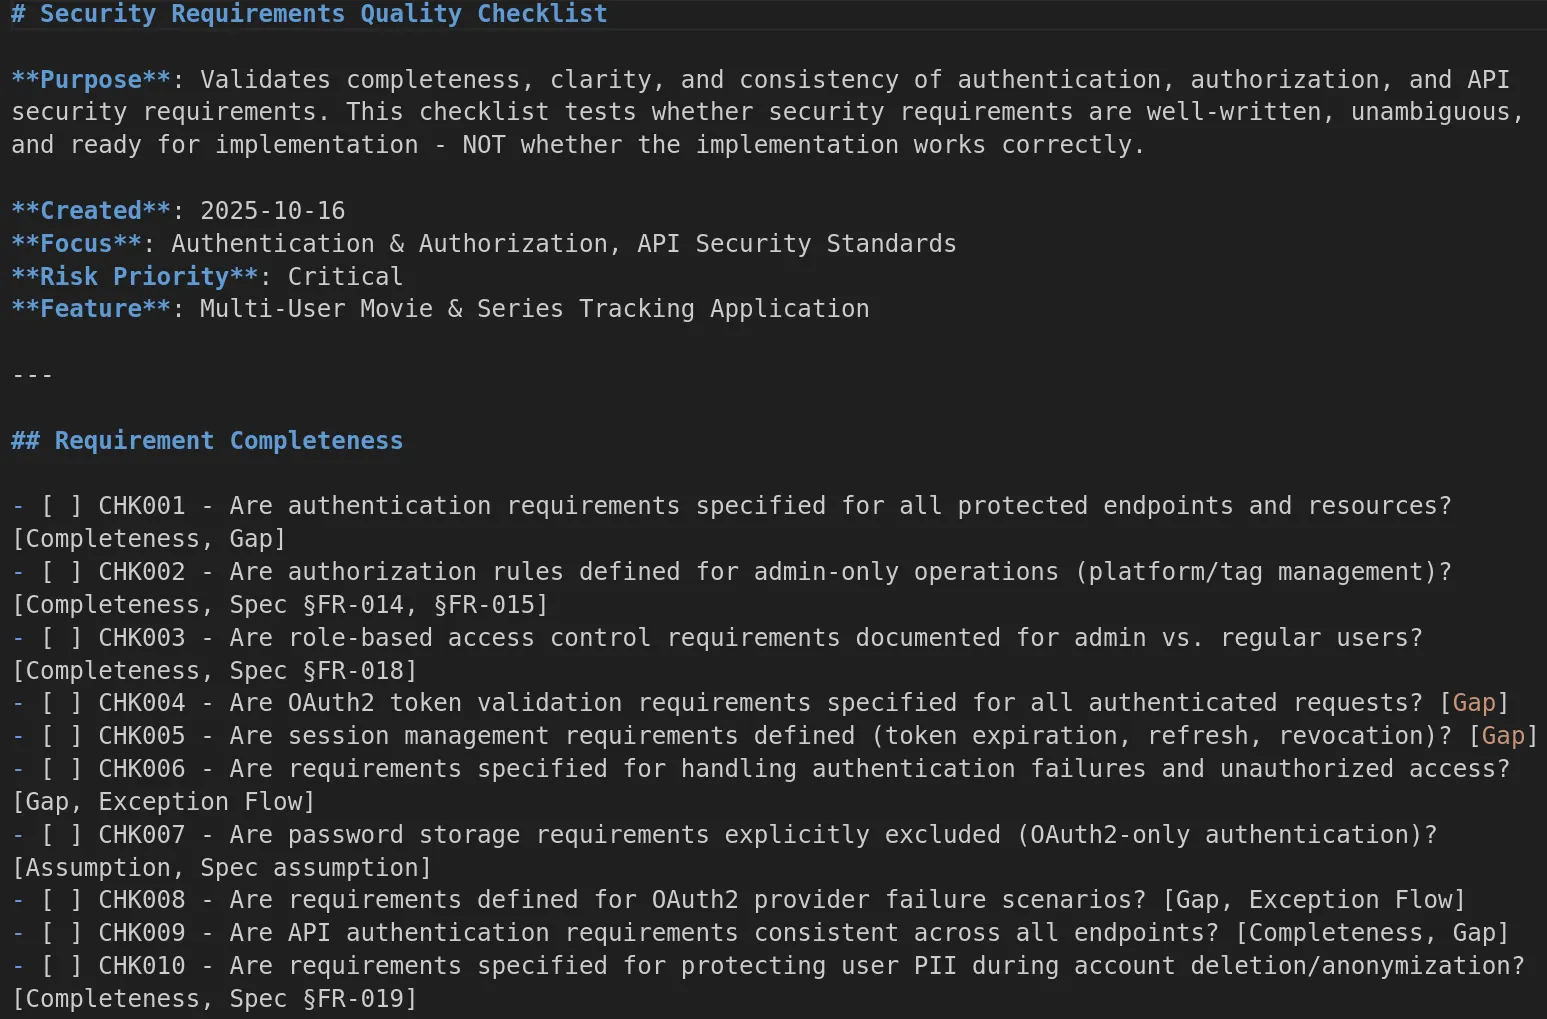 # Security Requirements Quality Checklist
**Purpose**: Validates completeness, clarity, and consistency of authentication, authorization, and API
security requirements. This checklist tests whether security requirements are well-written, unambiguous,
and ready for implementation - NOT whether the implementation works correctly.
**Created**: 2025-10-16
**Focus**: Authentication & Authorization, API Security Standards
**Risk Priority**: Critical
**Feature**: Multi-User Movie & Series Tracking Application
---
## Requirement Completeness
- [ ] CHK001 - Are authentication requirements specified for all protected endpoints and resources?
[Completeness, Gap]
- [ ] CHK002 - Are authorization rules defined for admin-only operations (platform/tag management)?
[Completeness, Spec §FR-014, §FR-015]
- [ ] CHK003 - Are role-based access control requirements documented for admin vs. regular users?
[Completeness, Spec §FR-018]
- [ ] CHK004 - Are OAuth2 token validation requirements specified for all authenticated requests? [Gap]
- [ ] CHK005 - Are session management requirements defined (token expiration, refresh, revocation)? [Gap]
- [ ] CHK006 - Are requirements specified for handling authentication failures and unauthorized access?
[Gap, Exception Flow]
- [ ] CHK007 - Are password storage requirements explicitly excluded (OAuth2-only authentication)?
[Assumption, Spec assumption]
- [ ] CHK008 - Are requirements defined for OAuth2 provider failure scenarios? [Gap, Exception Flow]
- [ ] CHK009 - Are API authentication requirements consistent across all endpoints? [Completeness, Gap]
- [ ] CHK010 - Are requirements specified for protecting user PII during account deletion/anonymization?
[Completeness, Spec §FR-019]